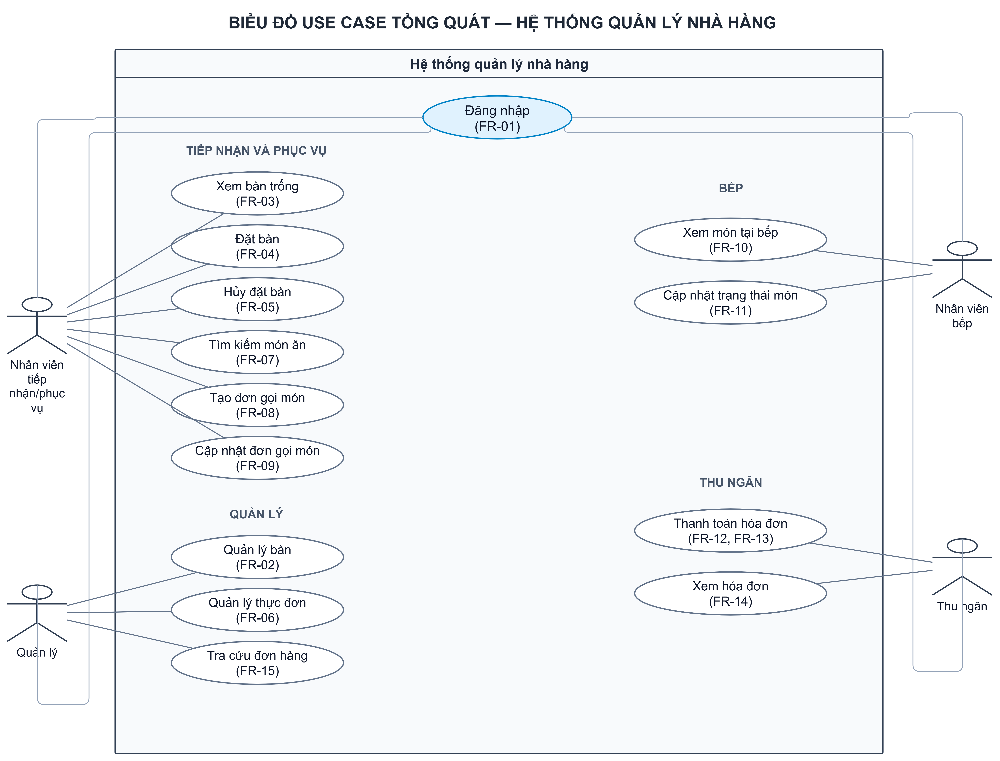 BIỂU ĐỒ USE CASE TỔNG QUÁT — HỆ THỐNG QUẢN LÝ NHÀ HÀNG
Hệ thống quản lý nhà hàng
Đăng nhập
(FR-01)
TIẾP NHẬN VÀ PHỤC VỤ
Xem bàn trống
(FR-03)
Đặt bàn
(FR-04)
Hủy đặt bàn
(FR-05)
Tìm kiếm món ăn
(FR-07)
Tạo đơn gọi món
(FR-08)
Cập nhật đơn gọi món
(FR-09)
Nhân viên
tiếp
nhận/phục
vụ
QUẢN LÝ
Quản lý bàn
(FR-02)
Quản lý thực đơn
(FR-06)
Tra cứu đơn hàng
(FR-15)
Quản lý
BẾP
Xem món tại bếp
(FR-10)
Cập nhật trạng thái món
(FR-11)
Nhân viên
bếp
THU NGÂN
Thanh toán hóa đơn
(FR-12, FR-13)
Xem hóa đơn
(FR-14)
Thu ngân